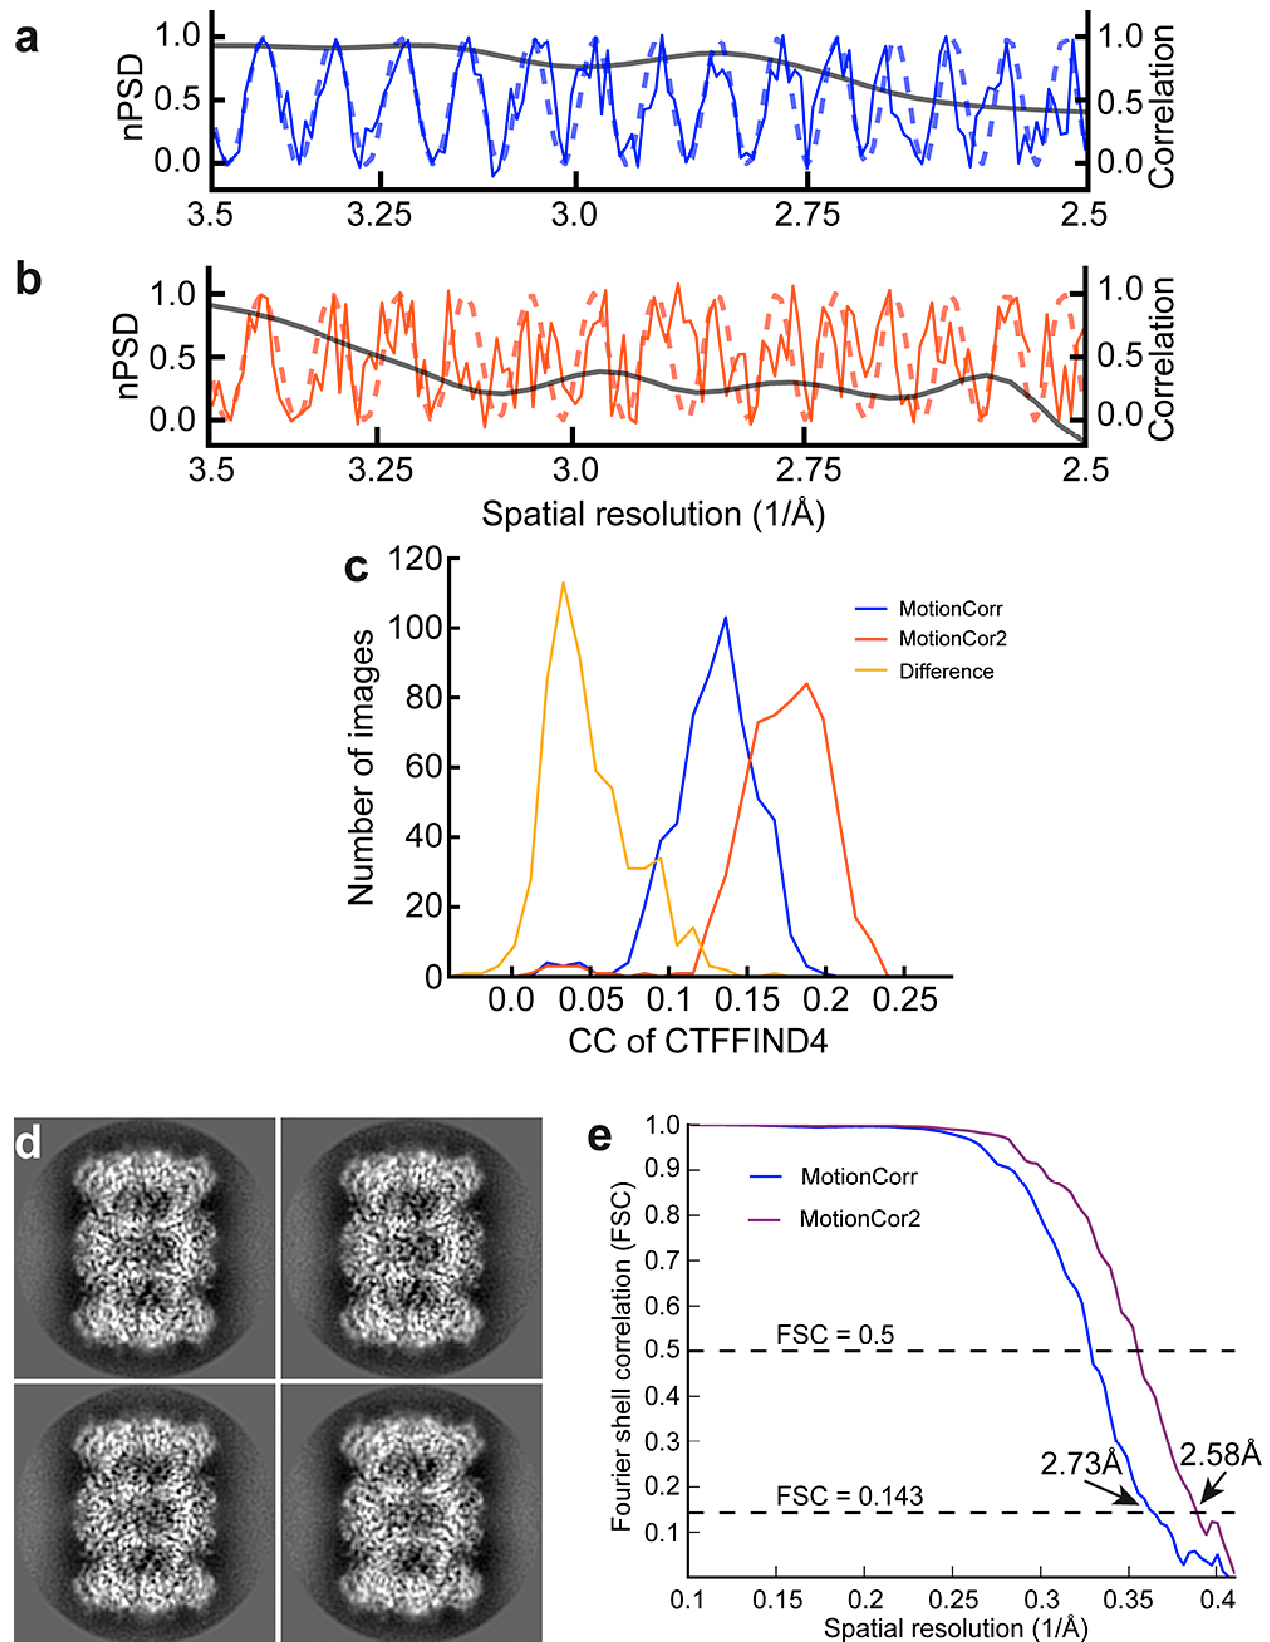 a
1.0
0.5
0.0
nPSD
1.0
0.5
0.0
Correlation
3.5 3.25 3.0 2.75 2.5
b
1.0
0.5
0.0
nPSD
1.0
0.5
0.0
Correlation
3.5 3.25 3.0 2.75 2.5
Spatial resolution (1/Å)
c
120
100
80
60
40
20
0
Number of images
MotionCorr
MotionCor2
Difference
0.0 0.05 0.1 0.15 0.2 0.25
CC of CTFFIND4
d
e
1.0
0.9
0.8
0.7
0.6
0.5
0.4
0.3
0.2
0.1
Fourier shell correlation (FSC)
MotionCorr
MotionCor2
FSC = 0.5
2.73Å
2.58Å
FSC = 0.143
0.1 0.15 0.2 0.25 0.3 0.35 0.4
Spatial resolution (1/Å)